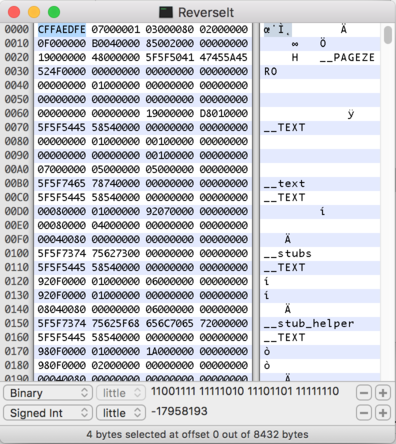 ReverseIt
0000 CFFAEDFE 07000001 03000080 02000000 œ˙Ì˛ Ä
0010 0F000000 B0040000 85002000 00000000 ∞ Ö
0020 19000000 48000000 5F5F5041 47455A45 H __PAGEZE
0030 524F0000 00000000 00000000 00000000 RO
0040 00000000 01000000 00000000 00000000
0050 00000000 00000000 00000000 00000000
0060 00000000 00000000 19000000 D8010000 ÿ
0070 5F5F5445 58540000 00000000 00000000 __TEXT
0080 00000000 01000000 00100000 00000000
0090 00000000 00000000 00100000 00000000
00A0 07000000 05000000 05000000 00000000
00B0 5F5F7465 78740000 00000000 00000000 __text
00C0 5F5F5445 58540000 00000000 00000000 __TEXT
00D0 00080000 01000000 92070000 00000000 í
00E0 00080000 04000000 00000000 00000000
00F0 00040080 00000000 00000000 00000000 Ä
0100 5F5F7374 75627300 00000000 00000000 __stubs
0110 5F5F5445 58540000 00000000 00000000 __TEXT
0120 920F0000 01000000 06000000 00000000 í
0130 920F0000 01000000 00000000 00000000 í
0140 08040080 00000000 06000000 00000000 Ä
0150 5F5F7374 75625F68 656C7065 72000000 __stub_helper
0160 5F5F5445 58540000 00000000 00000000 __TEXT
0170 980F0000 01000000 1A000000 00000000 ò
0180 980F0000 02000000 00000000 00000000 ò
0190 00040080 00000000 00000000 00000000 Ä
Binary little 11001111 11111010 11101101 11111110
Signed Int little -17958193
4 bytes selected at offset 0 out of 8432 bytes